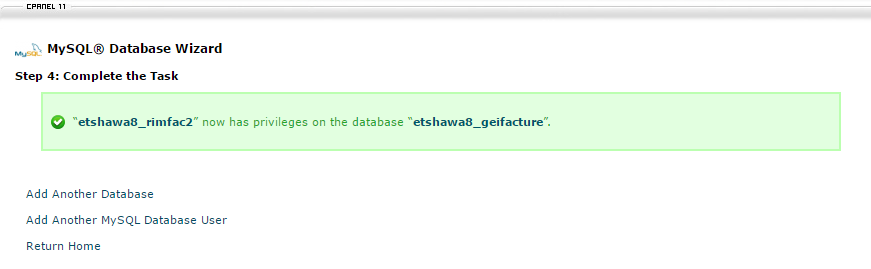 CPANEL 11
MySQL MySQL® Database Wizard
Step 4: Complete the Task
“etshawa8_rimfac2” now has privileges on the database “etshawa8_geifacture”.
Add Another Database
Add Another MySQL Database User
Return Home